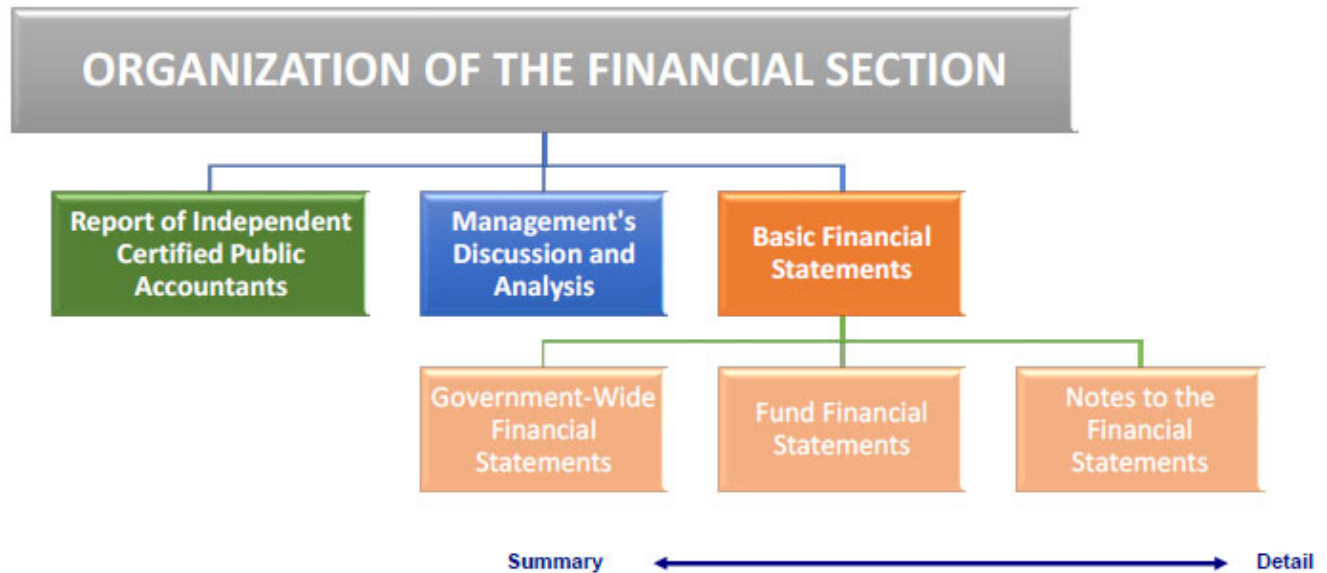 ORGANIZATION OF THE FINANCIAL SECTION
Report of Independent
Certified Public
Accountants
Management's
Discussion and
Analysis
Basic Financial
Statements
Government-Wide
Financial
Statements
Fund Financial
Statements
Notes to the
Financial
Statements
Summary
Detail